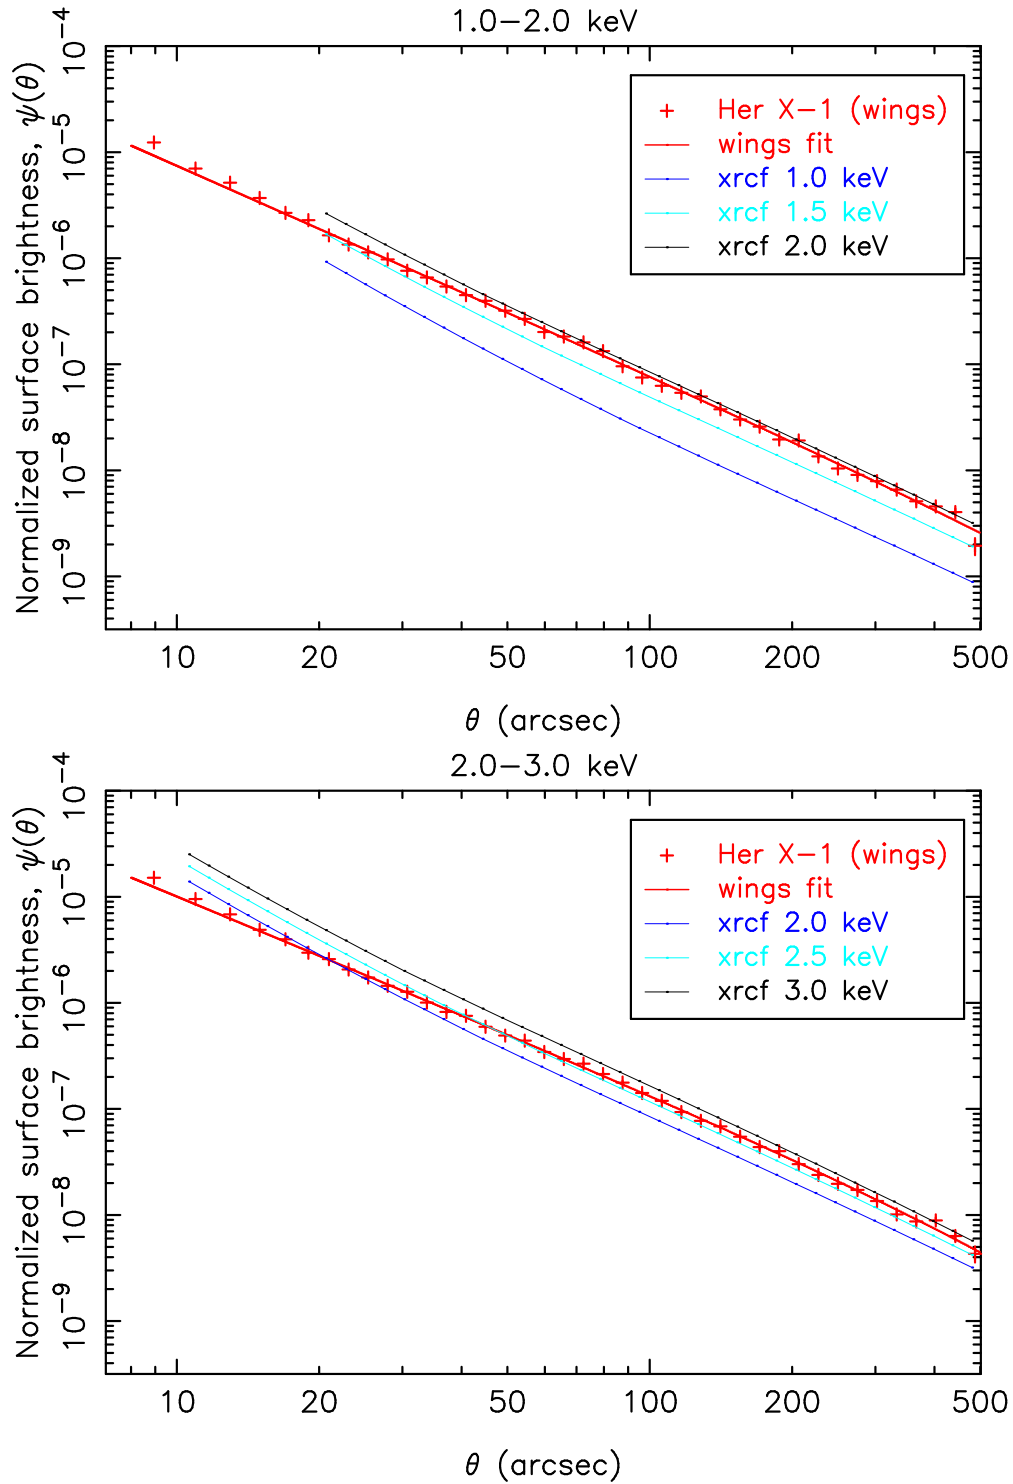 1.0−2.0 keV
Normalized surface brightness, ψ(θ)
10⁻⁴
10⁻⁵
10⁻⁶
10⁻⁷
10⁻⁸
10⁻⁹
Her X−1 (wings)
wings fit
xrcf 1.0 keV
xrcf 1.5 keV
xrcf 2.0 keV
10 20 50 100 200 500
θ (arcsec)
2.0−3.0 keV
Normalized surface brightness, ψ(θ)
10⁻⁴
10⁻⁵
10⁻⁶
10⁻⁷
10⁻⁸
10⁻⁹
Her X−1 (wings)
wings fit
xrcf 2.0 keV
xrcf 2.5 keV
xrcf 3.0 keV
10 20 50 100 200 500
θ (arcsec)